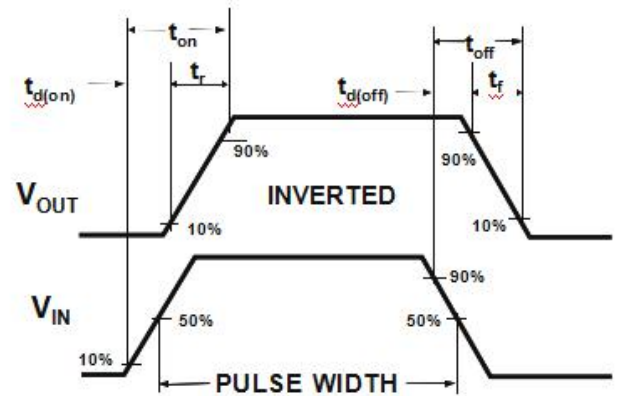 ton
toff
tr
tf
td(on)
td(off)
90%
90%
VOUT
INVERTED
10%
10%
90%
VIN
50%
50%
10%
PULSE WIDTH